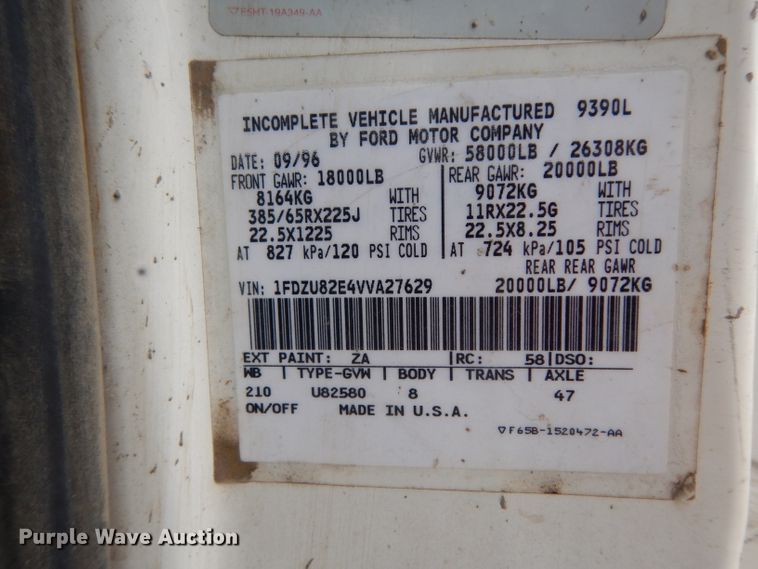 ▽F6HT-19A349-AA
INCOMPLETE VEHICLE MANUFACTURED 9390L
BY FORD MOTOR COMPANY
DATE: 09/96 GVWR: 58000LB / 26308KG
FRONT GAWR: 18000LB REAR GAWR: 20000LB
8164KG WITH 9072KG WITH
385/65RX225J TIRES 11RX22.5G TIRES
22.5X1225 RIMS 22.5X8.25 RIMS
AT 827 kPa/120 PSI COLD AT 724 kPa/105 PSI COLD
REAR REAR GAWR
VIN: 1FDZU82E4VVA27629 20000LB/ 9072KG
EXT PAINT: ZA |RC: 58|DSO:
WB | TYPE-GVW | BODY | TRANS | AXLE
210 U82580 8 47
ON/OFF MADE IN U.S.A.
▽F65B-1520472-AA
Purple Wave Auction